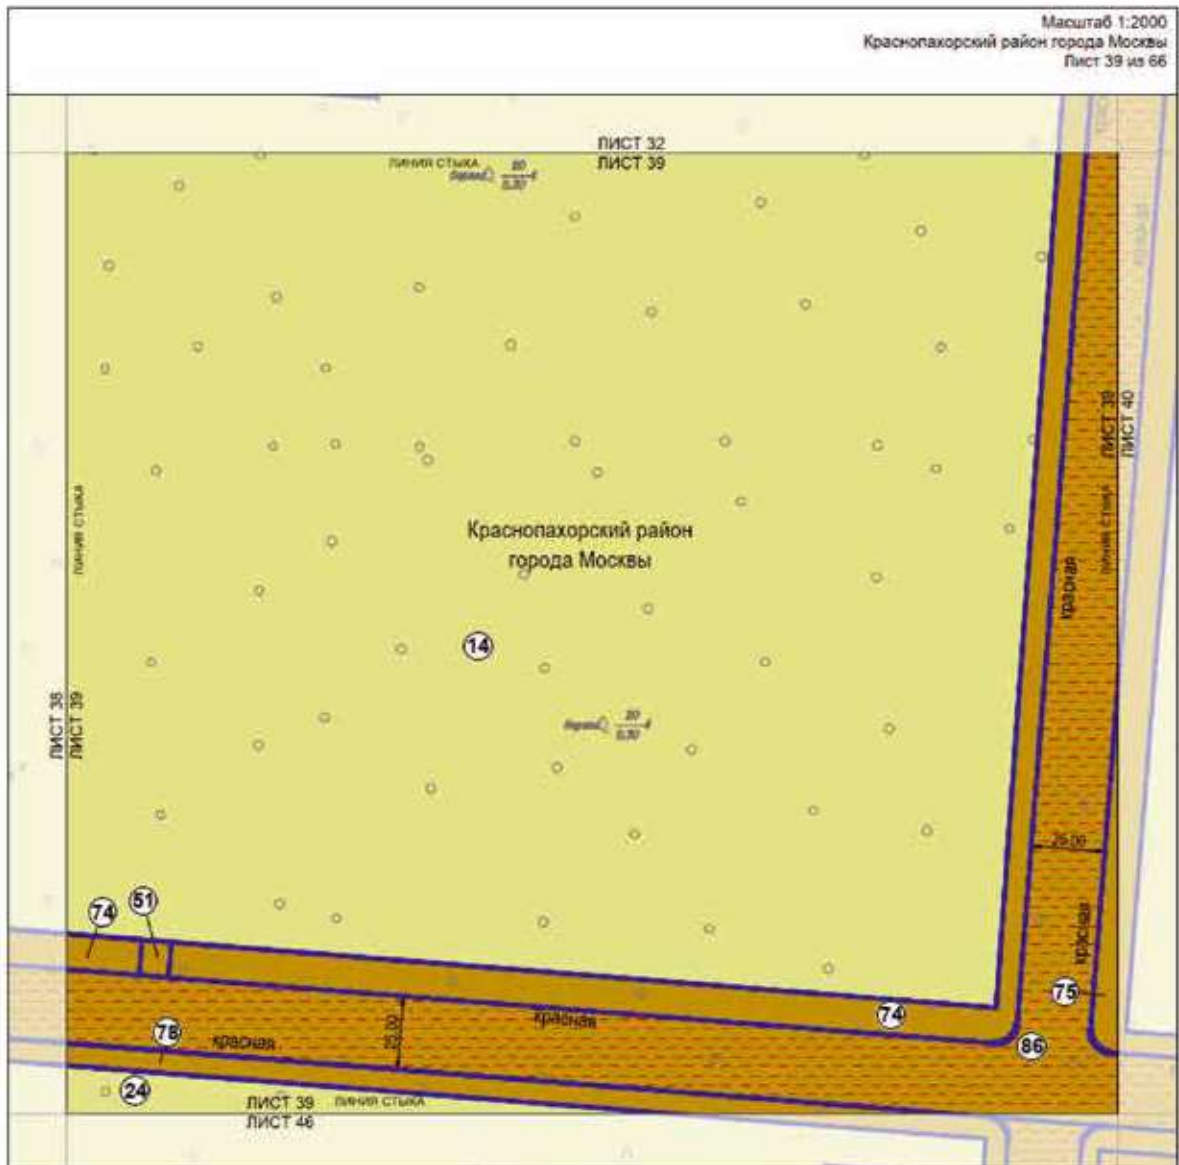 Масштаб 1:2000
Краснопахорский район города Москвы
Лист 39 из 66
ЛИСТ 32
ЛИНИЯ СТЫКА
ЛИСТ 39
ЛИСТ 39
ЛИСТ 40
ЛИНИЯ СТЫКА
ЛИНИЯ СТЫКА
Краснопахорский район
города Москвы
красная
14
ЛИСТ 38
ЛИСТ 39
25.00
51
74
красная
75
74
красная
78
красная
86
24
ЛИСТ 39
ЛИНИЯ СТЫКА
ЛИСТ 46